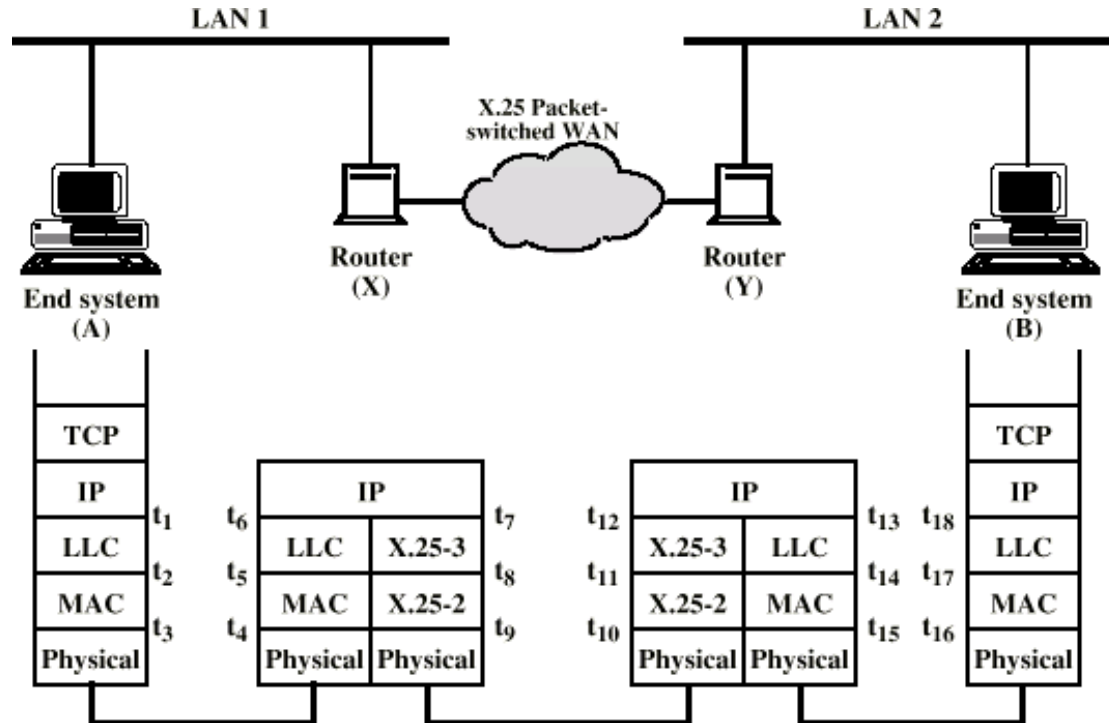 LAN 1
LAN 2
X.25 Packet-
switched WAN
Router
(X)
Router
(Y)
End system
(A)
End system
(B)
TCP
IP
LLC
MAC
Physical
t1
t2
t3
t6
t5
t4
IP
LLC
X.25-3
MAC
X.25-2
Physical
Physical
t7
t8
t9
t12
t11
t10
IP
X.25-3
LLC
X.25-2
MAC
Physical
Physical
t13
t14
t15
t18
t17
t16
TCP
IP
LLC
MAC
Physical